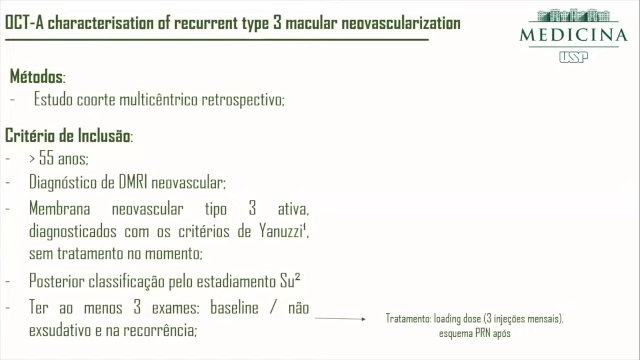 OCT-A characterisation of recurrent type 3 macular neovascularization
MEDICINA
USP
Métodos:
- Estudo coorte multicêntrico retrospectivo;
Critério de Inclusão:
- > 55 anos;
- Diagnóstico de DMRI neovascular;
- Membrana neovascular tipo 3 ativa,
diagnosticados com os critérios de Yanuzzi¹,
sem tratamento no momento;
- Posterior classificação pelo estadiamento Su²
- Ter ao menos 3 exames: baseline / não
exsudativo e na recorrência;
Tratamento: loading dose (3 injeções mensais),
esquema PRN após